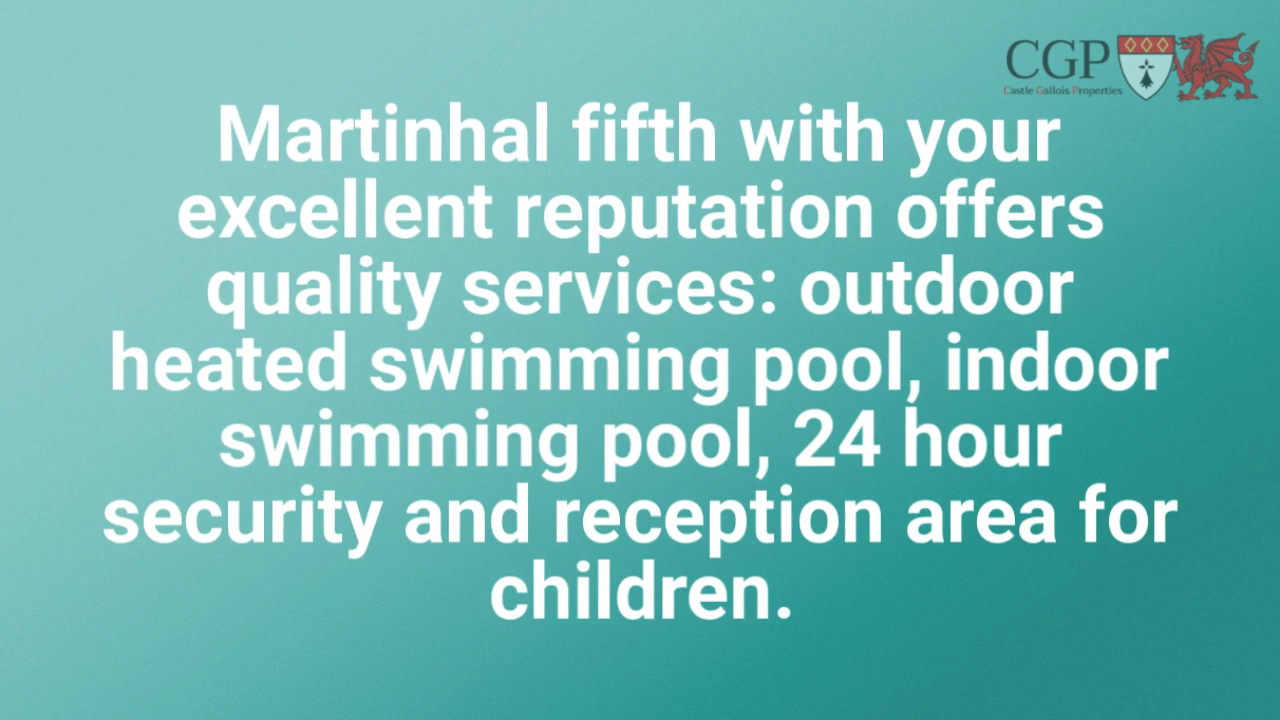 CGP
Castle Gallois Properties
Martinhal fifth with your
excellent reputation offers
quality services: outdoor
heated swimming pool, indoor
swimming pool, 24 hour
security and reception area for
children.